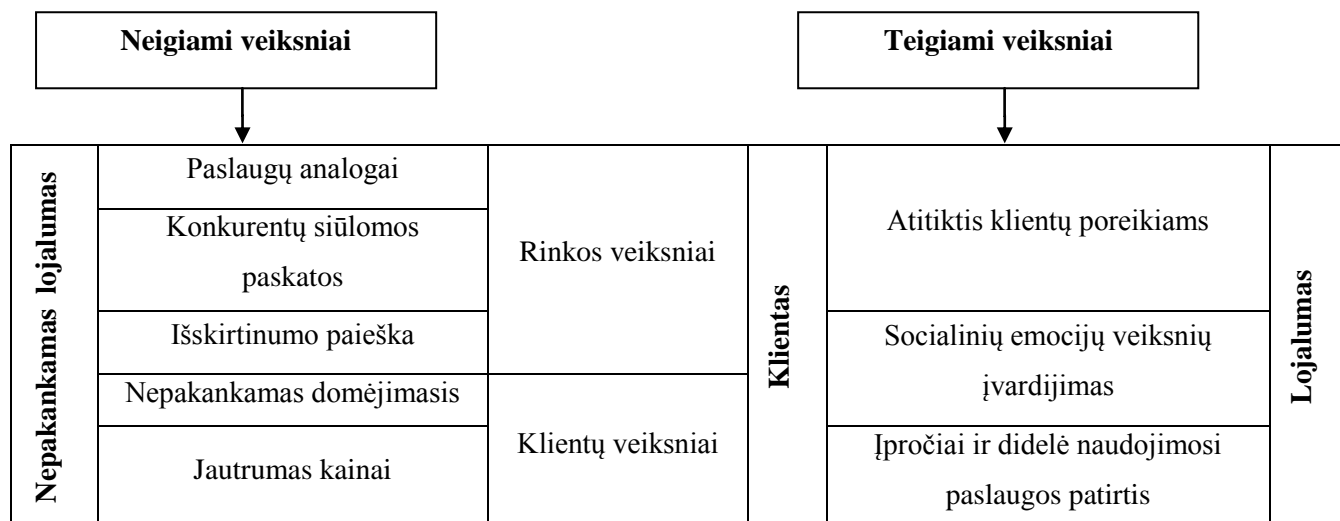 Neigiami veiksniai
Teigiami veiksniai
Nepakankamas lojalumas
Paslaugų analogai
Konkurentų siūlomos
paskatos
Išskirtinumo paieška
Nepakankamas domėjimasis
Jautrumas kainai
Rinkos veiksniai
Klientų veiksniai
Klientas
Atitiktis klientų poreikiams
Socialinių emocijų veiksnių
įvardijimas
Įpročiai ir didelė naudojimosi
paslaugos patirtis
Lojalumas